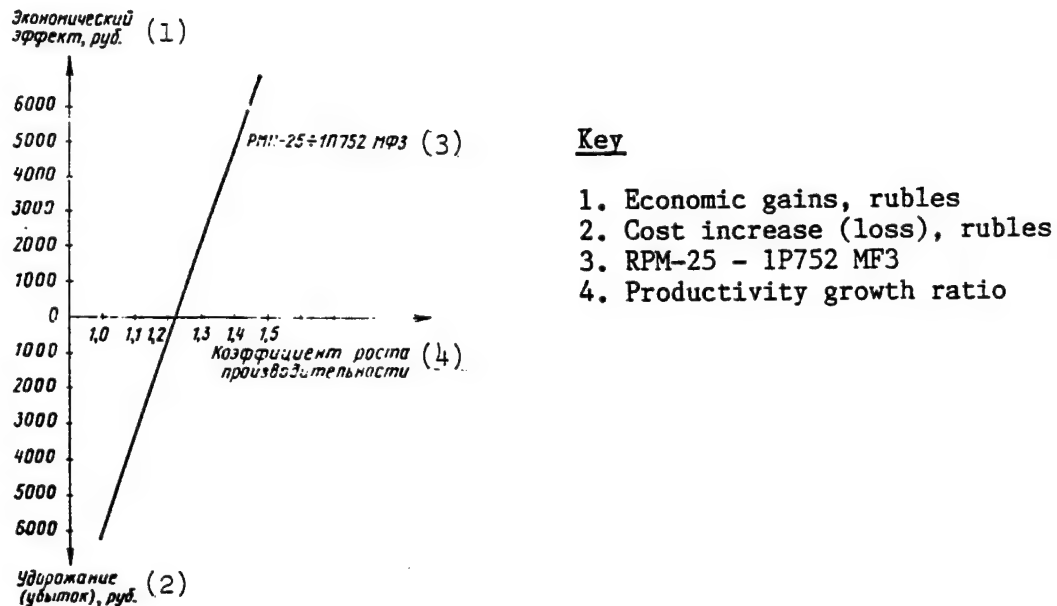 Экономический
эффект, руб. (1)
6000
5000
4000
3000
2000
1000
0
1000
2000
3000
4000
5000
6000
1,0 1,1 1,2 1,3 1,4 1,5
÷1П752 МФ3 (3)
Коэффициент роста (4)
производительности
Удорожание (2)
(убыток), руб.
Key
1. Economic gains, rubles
2. Cost increase (loss), rubles
3. RPM-25 - 1P752 MF3
4. Productivity growth ratio